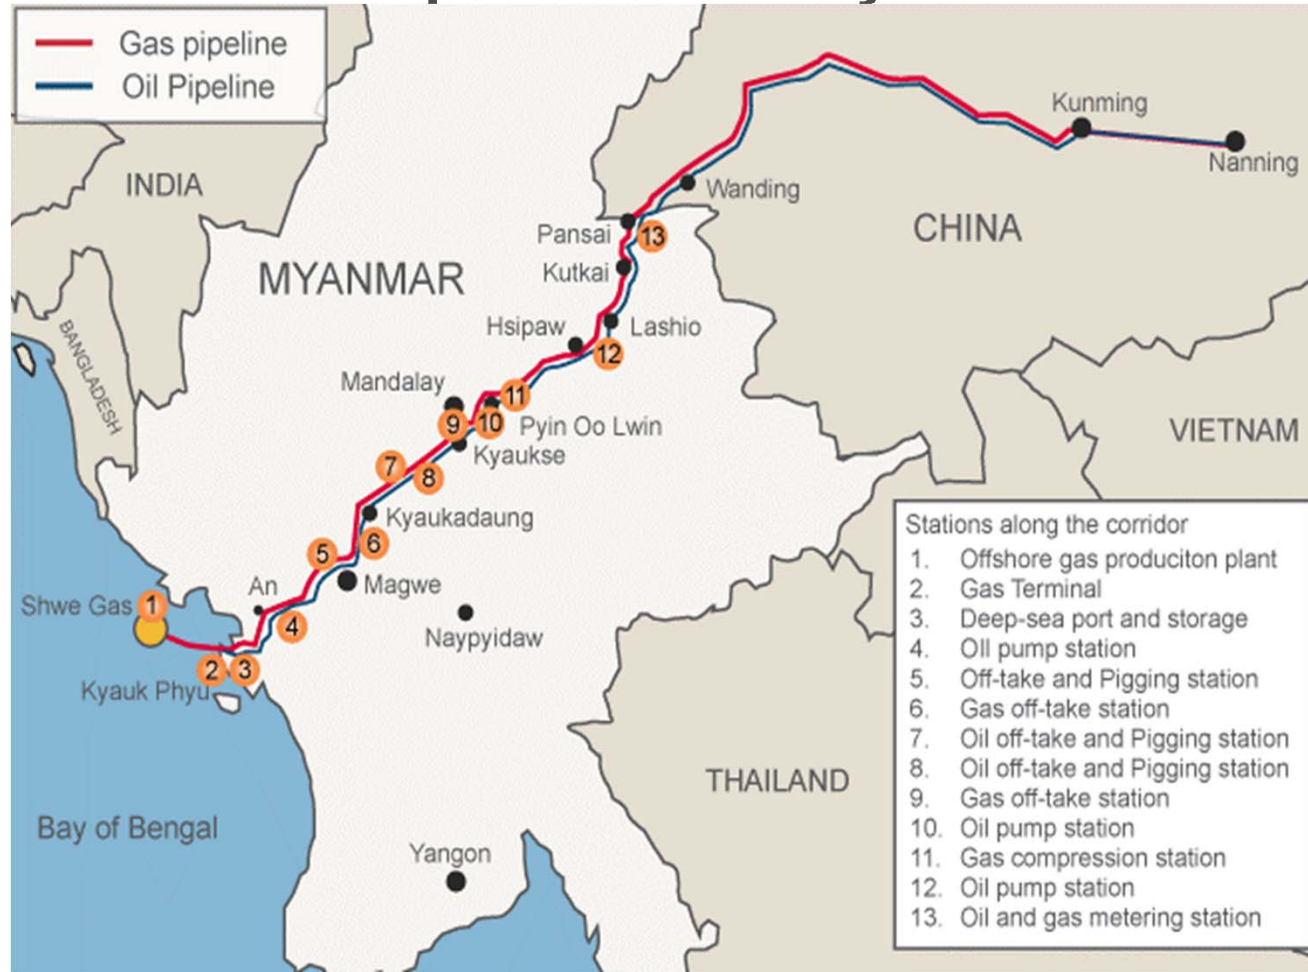 Gas pipeline
Oil Pipeline
INDIA
BANGLADESH
MYANMAR
CHINA
VIETNAM
THAILAND
Kunming
Nanning
Wanding
Pansai
13
Kutkai
Hsipaw
Lashio
12
Mandalay
11
9
10
Pyin Oo Lwin
Kyaukse
7
8
Kyaukadaung
6
5
An
Magwe
Shwe Gas
1
4
Naypyidaw
2
3
Kyauk Phyu
Bay of Bengal
Yangon
Stations along the corridor
1. Offshore gas produciton plant
2. Gas Terminal
3. Deep-sea port and storage
4. OIl pump station
5. Off-take and Pigging station
6. Gas off-take station
7. Oil off-take and Pigging station
8. Oil off-take and Pigging station
9. Gas off-take station
10. Oil pump station
11. Gas compression station
12. Oil pump station
13. Oil and gas metering station